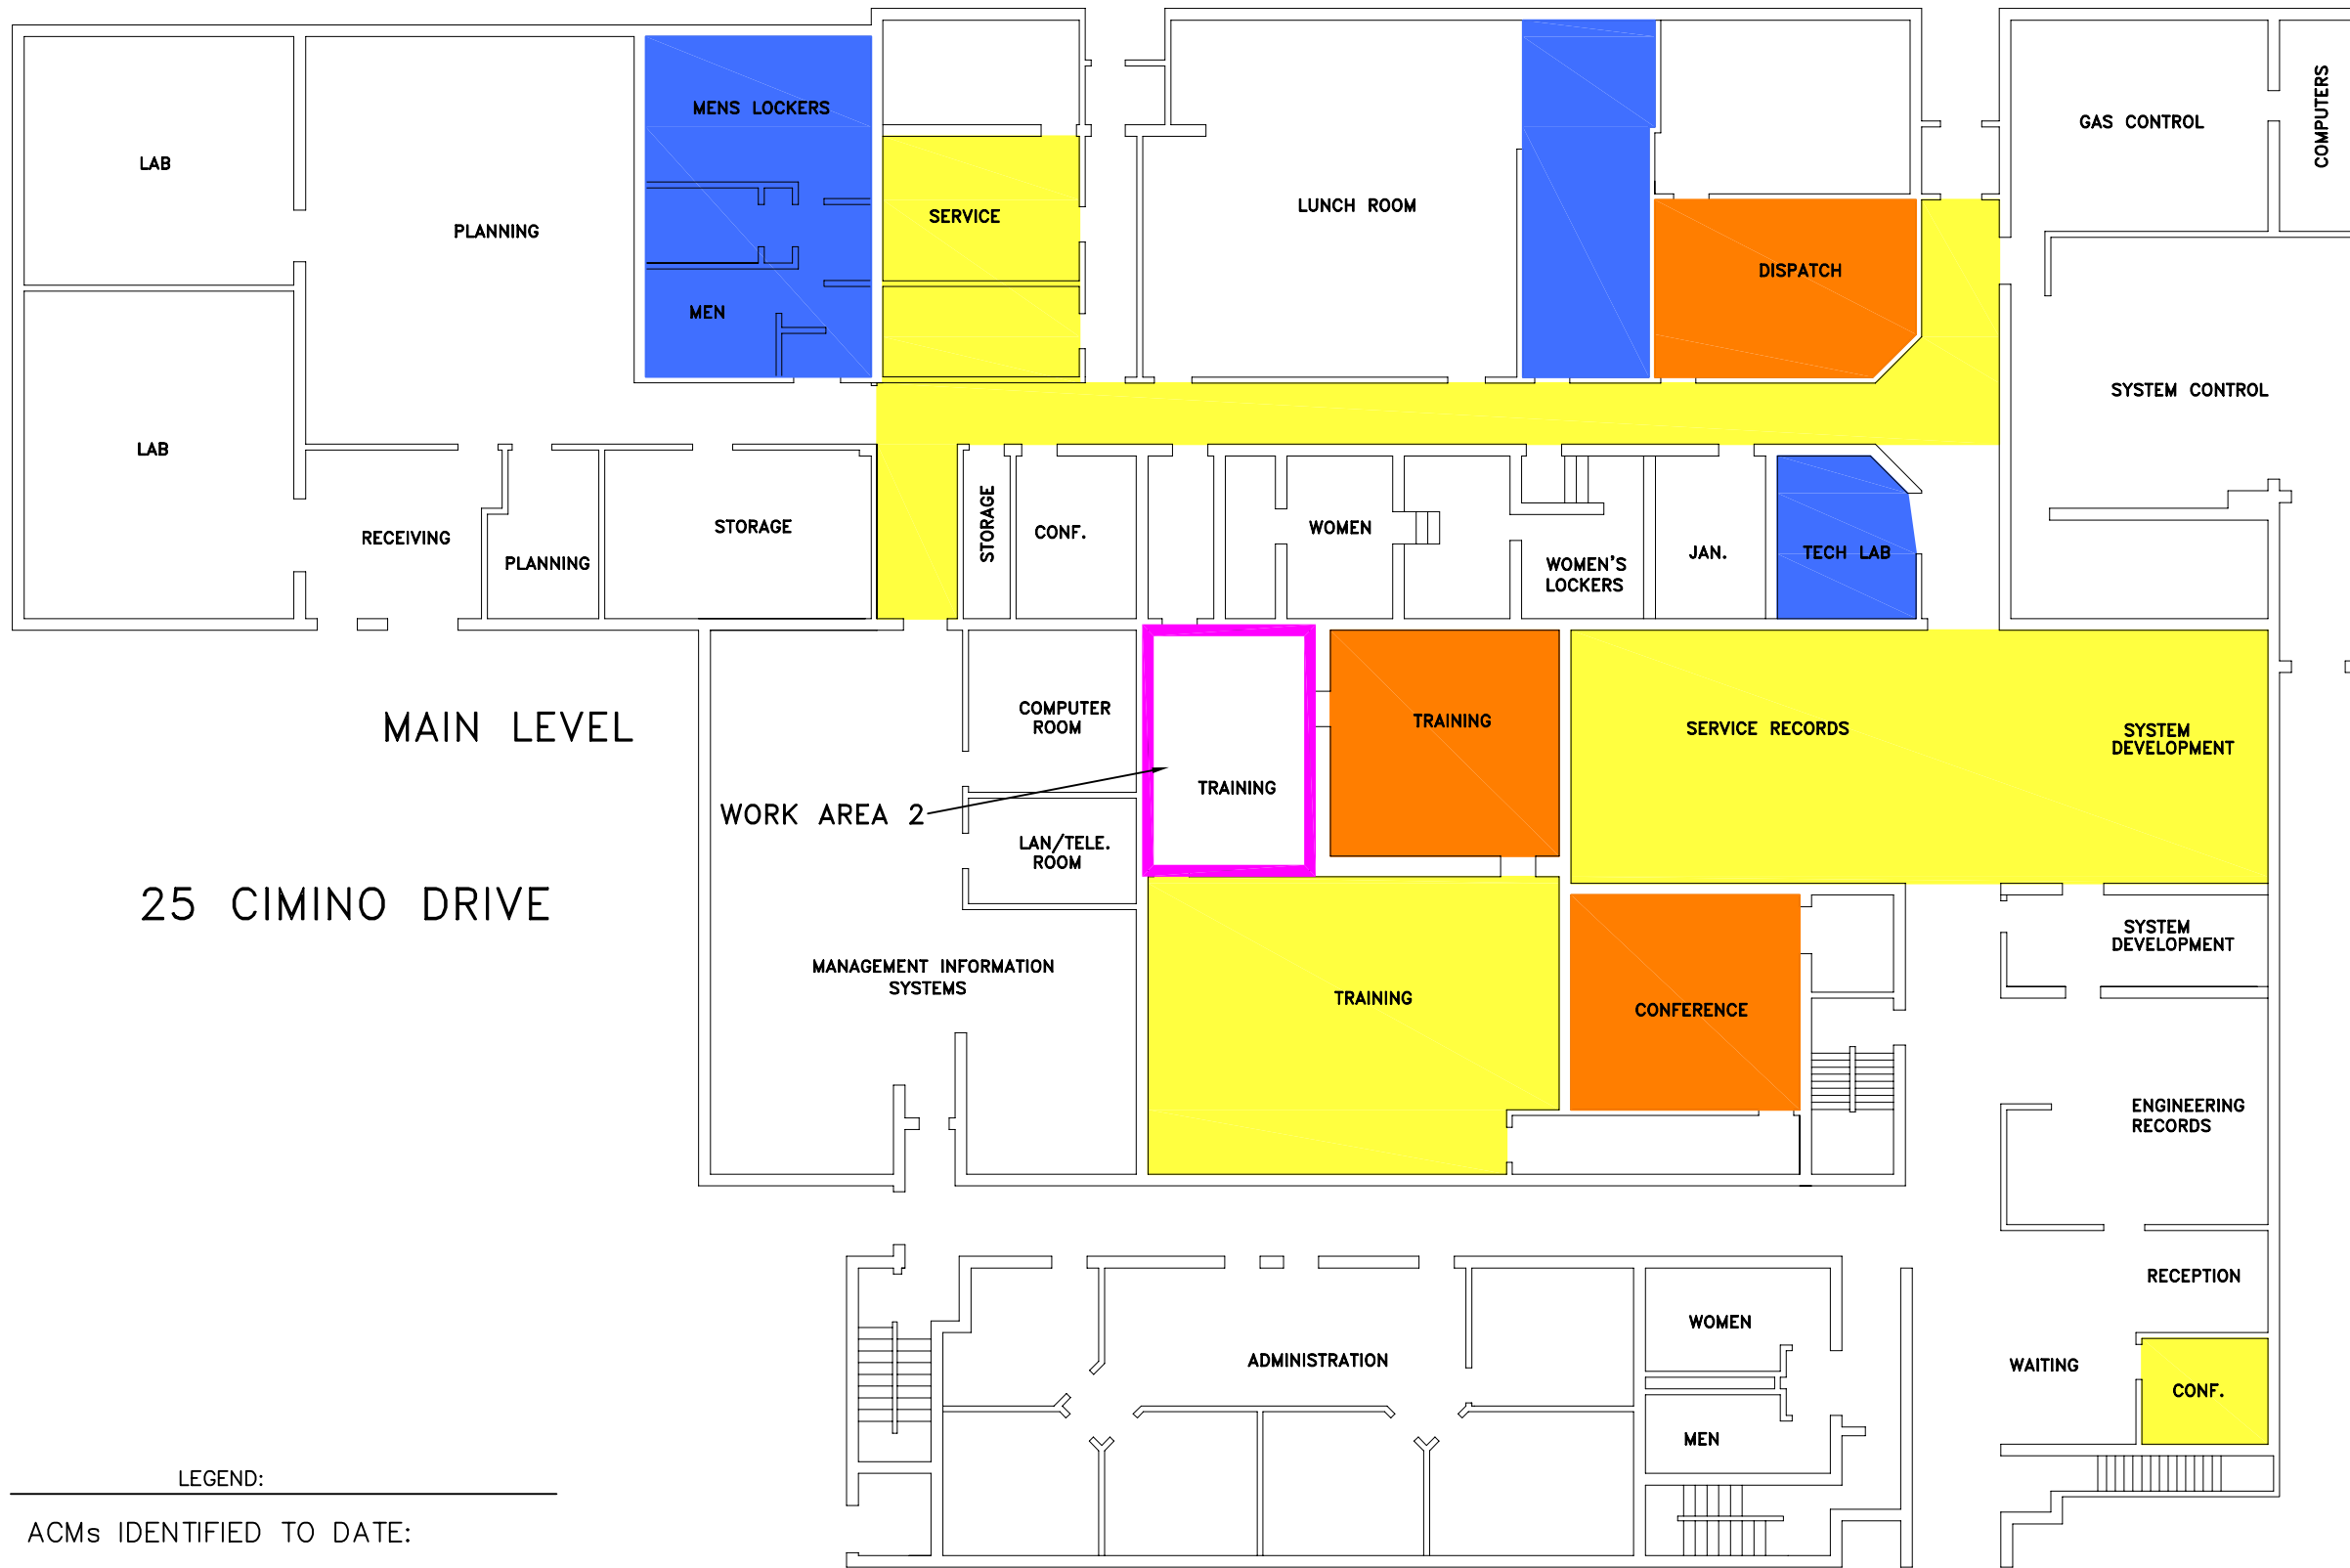 MENS LOCKERS
LAB
PLANNING
SERVICE
MEN
LUNCH ROOM
DISPATCH
GAS CONTROL
COMPUTERS
SYSTEM CONTROL
LAB
RECEIVING
PLANNING
STORAGE
STORAGE
CONF.
WOMEN
WOMEN'S
LOCKERS
JAN.
TECH LAB
MAIN LEVEL
COMPUTER
ROOM
TRAINING
TRAINING
SERVICE RECORDS
SYSTEM
DEVELOPMENT
WORK AREA 2
LAN/TELE.
ROOM
25 CIMINO DRIVE
MANAGEMENT INFORMATION
SYSTEMS
TRAINING
CONFERENCE
SYSTEM
DEVELOPMENT
ENGINEERING
RECORDS
RECEPTION
WOMEN
ADMINISTRATION
WAITING
CONF.
MEN
LEGEND:
ACMs IDENTIFIED TO DATE: